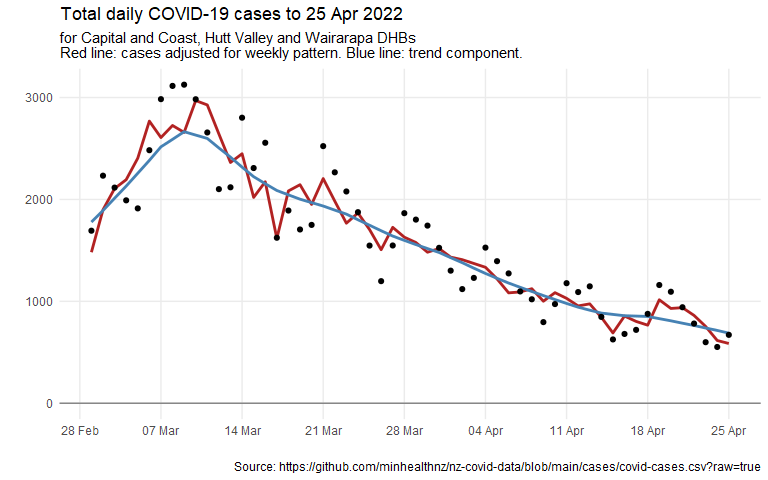 Total daily COVID-19 cases to 25 Apr 2022
for Capital and Coast, Hutt Valley and Wairarapa DHBs
Red line: cases adjusted for weekly pattern. Blue line: trend component.
3000
2000
1000
0
28 Feb 07 Mar 14 Mar 21 Mar 28 Mar 04 Apr 11 Apr 18 Apr 25 Apr
Source: https://github.com/minhealthnz/nz-covid-data/blob/main/cases/covid-cases.csv?raw=true